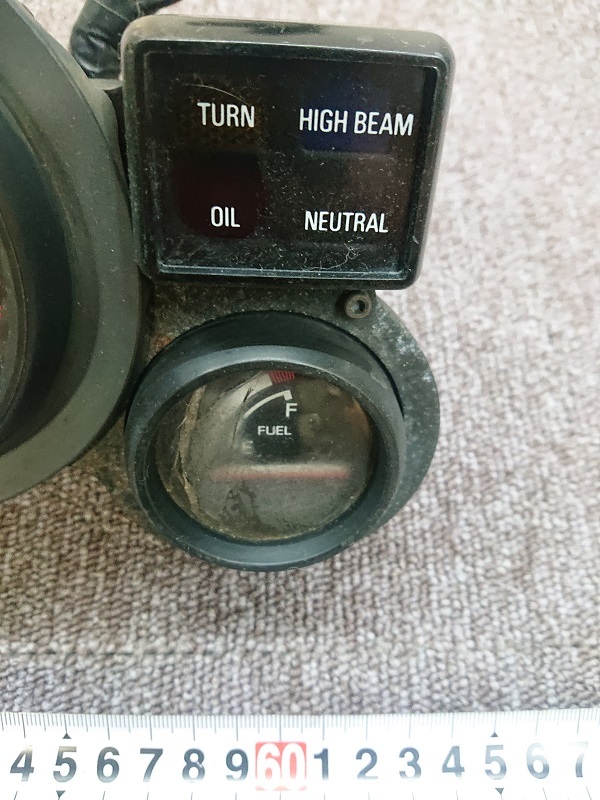 TURN HIGH BEAM
OIL NEUTRAL
F
FUEL
4 5 6 7 8 9 60 1 2 3 4 5 6 7